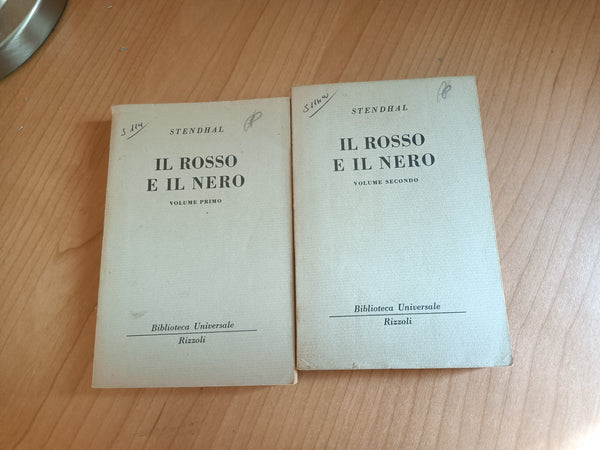 STENDHAL
IL ROSSO
E IL NERO
VOLUME PRIMO
Biblioteca Universale
Rizzoli
STENDHAL
IL ROSSO
E IL NERO
VOLUME SECONDO
Biblioteca Universale
Rizzoli